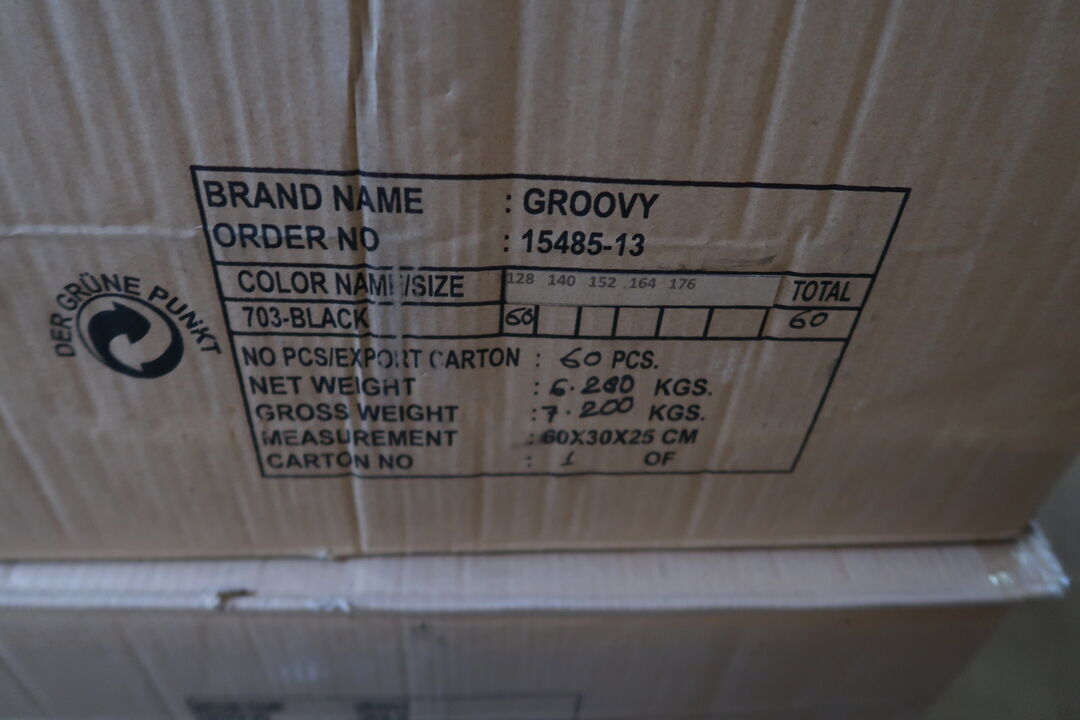 BRAND NAME : GROOVY
ORDER NO : 15485-13
COLOR NAME/SIZE 128 140 152 164 176 TOTAL
703-BLACK 60 60
NO PCS/EXPORT CARTON : 60 PCS.
NET WEIGHT : 6.200 KGS.
GROSS WEIGHT : 7.200 KGS.
MEASUREMENT : 60X30X25 CM
CARTON NO : 1 OF
DER GRÜNE PUNKT